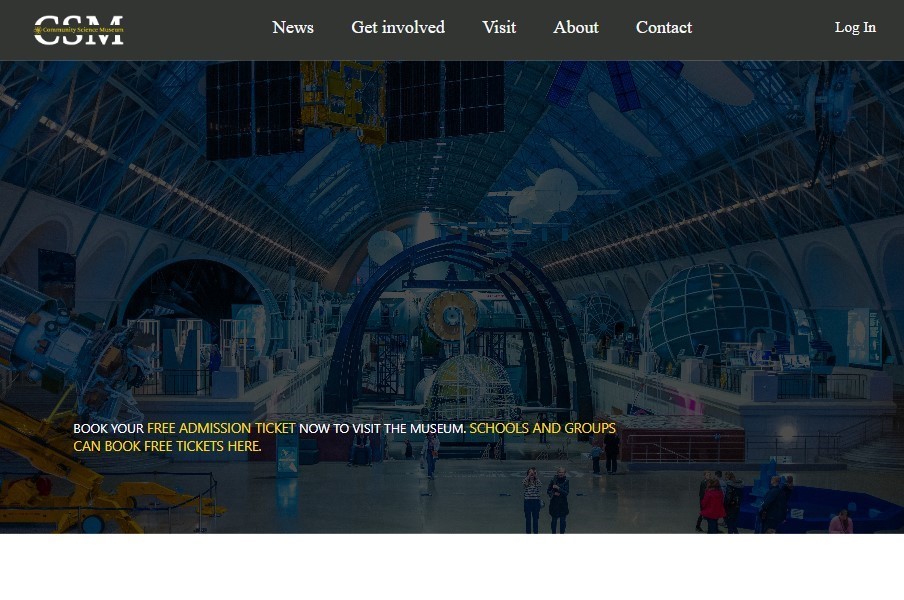 CSM
Community Science Museum
News Get involved Visit About Contact Log In
BOOK YOUR FREE ADMISSION TICKET NOW TO VISIT THE MUSEUM. SCHOOLS AND GROUPS
CAN BOOK FREE TICKETS HERE.